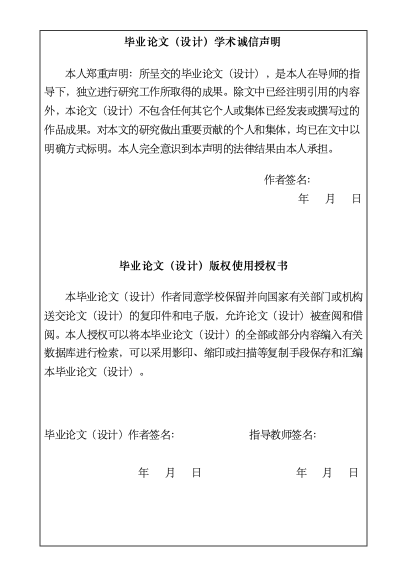 毕业论文（设计）学术诚信声明
本人郑重声明：所呈交的毕业论文（设计），是本人在导师的指
导下，独立进行研究工作所取得的成果。除文中已经注明引用的内容
外，本论文（设计）不包含任何其它个人或集体已经发表或撰写过的
作品成果。对本文的研究做出重要贡献的个人和集体，均已在文中以
明确方式标明。本人完全意识到本声明的法律结果由本人承担。
作者签名：
年 月 日
毕业论文（设计）版权使用授权书
本毕业论文（设计）作者同意学校保留并向国家有关部门或机构
送交论文（设计）的复印件和电子版，允许论文（设计）被查阅和借
阅。本人授权可以将本毕业论文（设计）的全部或部分内容编入有关
数据库进行检索，可以采用影印、缩印或扫描等复制手段保存和汇编
本毕业论文（设计）。
毕业论文（设计）作者签名： 指导教师签名：
年 月 日 年 月 日